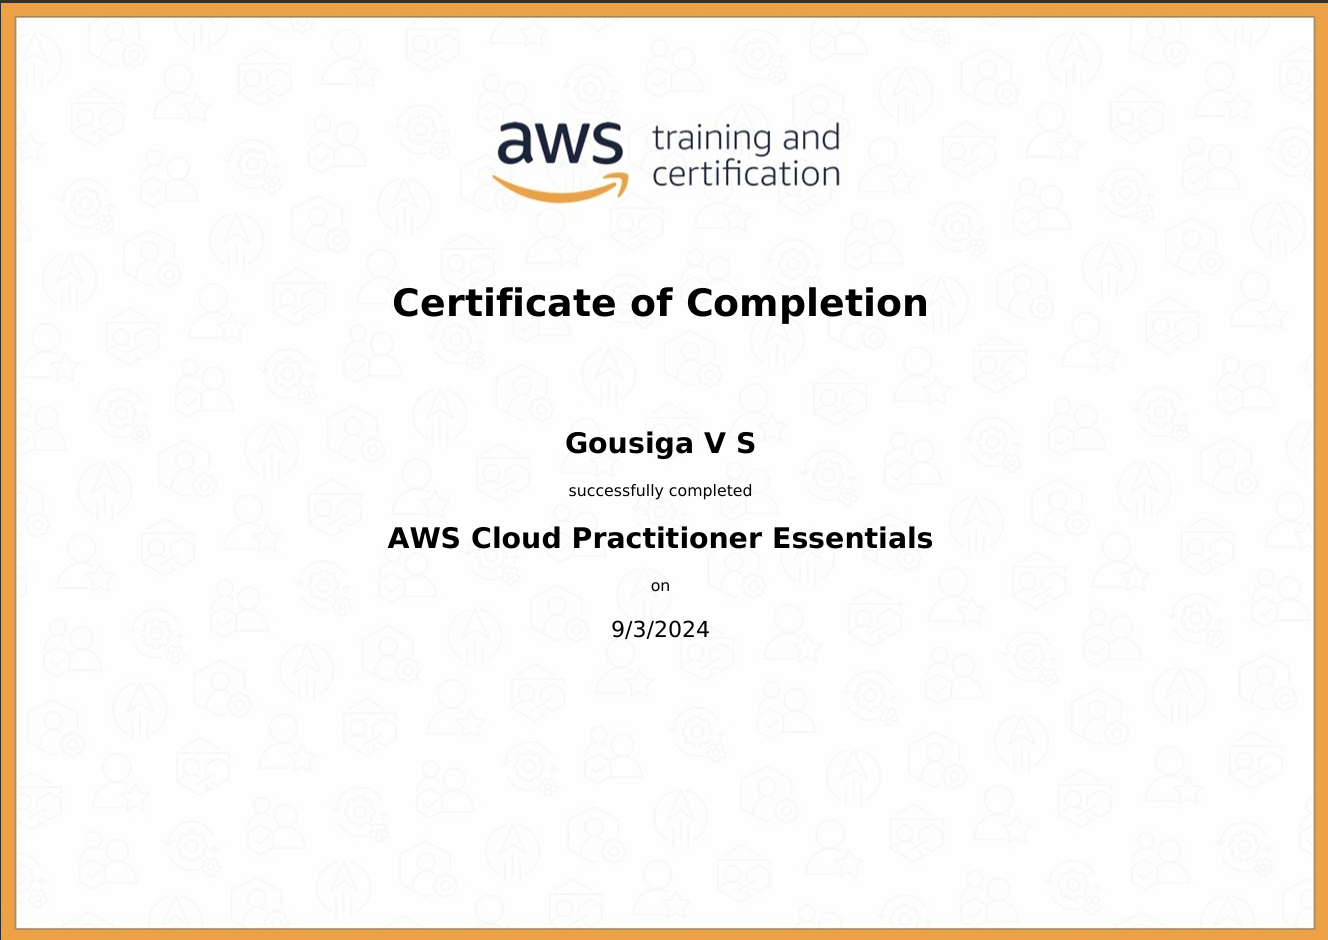 aws training and
certification
Certificate of Completion
Gousiga V S
successfully completed
AWS Cloud Practitioner Essentials
on
9/3/2024